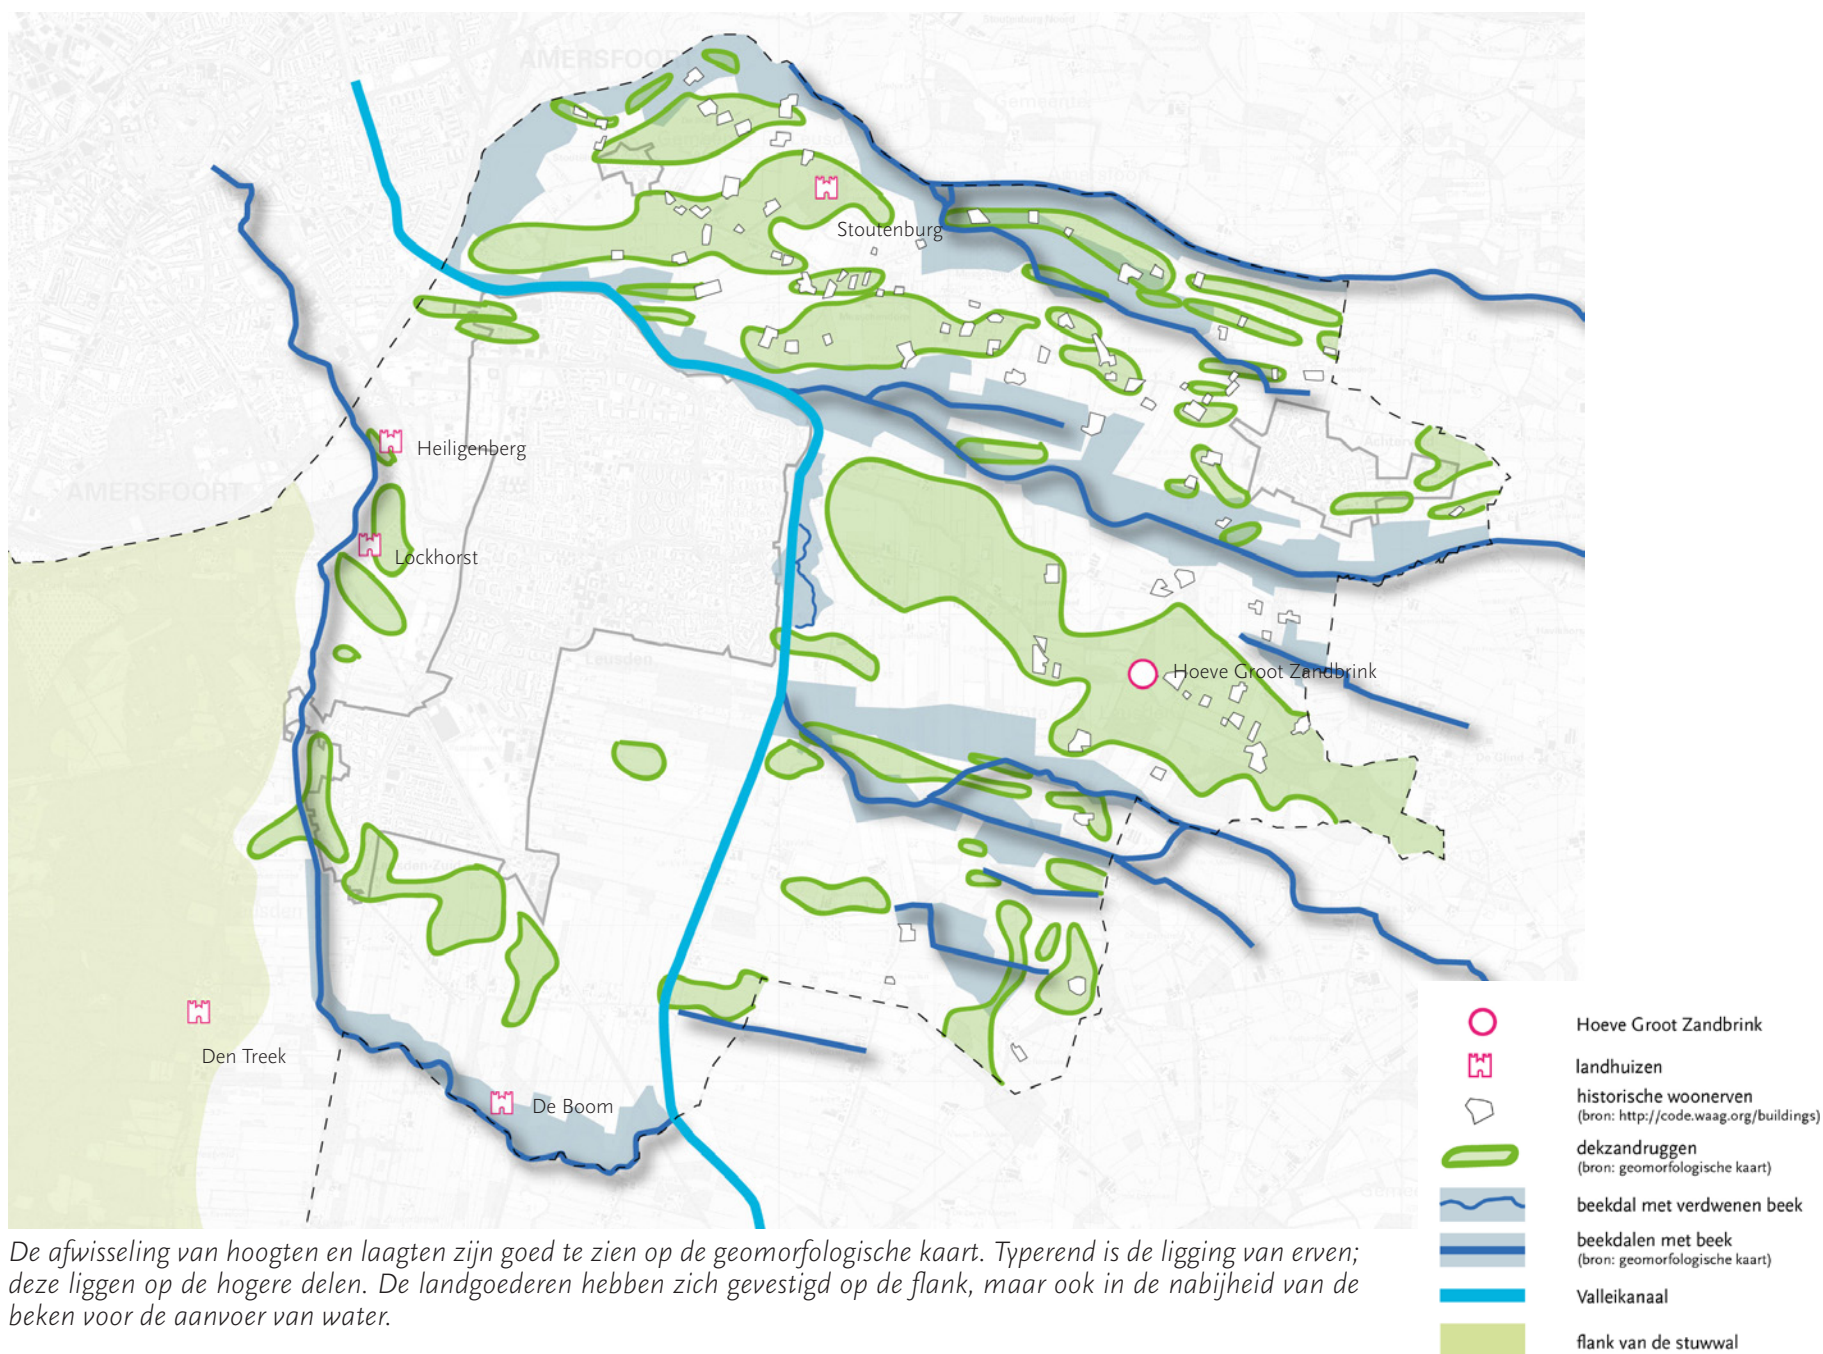 AMERSFOORT
Stoutenburg
Heiligenberg
AMERSFOORT
Lockhorst
Leusden
Hoeve Groot Zandbrink
Den Treek
De Boom
Hoeve Groot Zandbrink
landhuizen
historische woonerven
(bron: http://code.waag.org/buildings)
dekzandruggen
(bron: geomorfologische kaart)
beekdal met verdwenen beek
beekdalen met beek
(bron: geomorfologische kaart)
Valleikanaal
flank van de stuwwal
De afwisseling van hoogten en laagten zijn goed te zien op de geomorfologische kaart. Typerend is de ligging van erven;
deze liggen op de hogere delen. De landgoederen hebben zich gevestigd op de flank, maar ook in de nabijheid van de
beken voor de aanvoer van water.